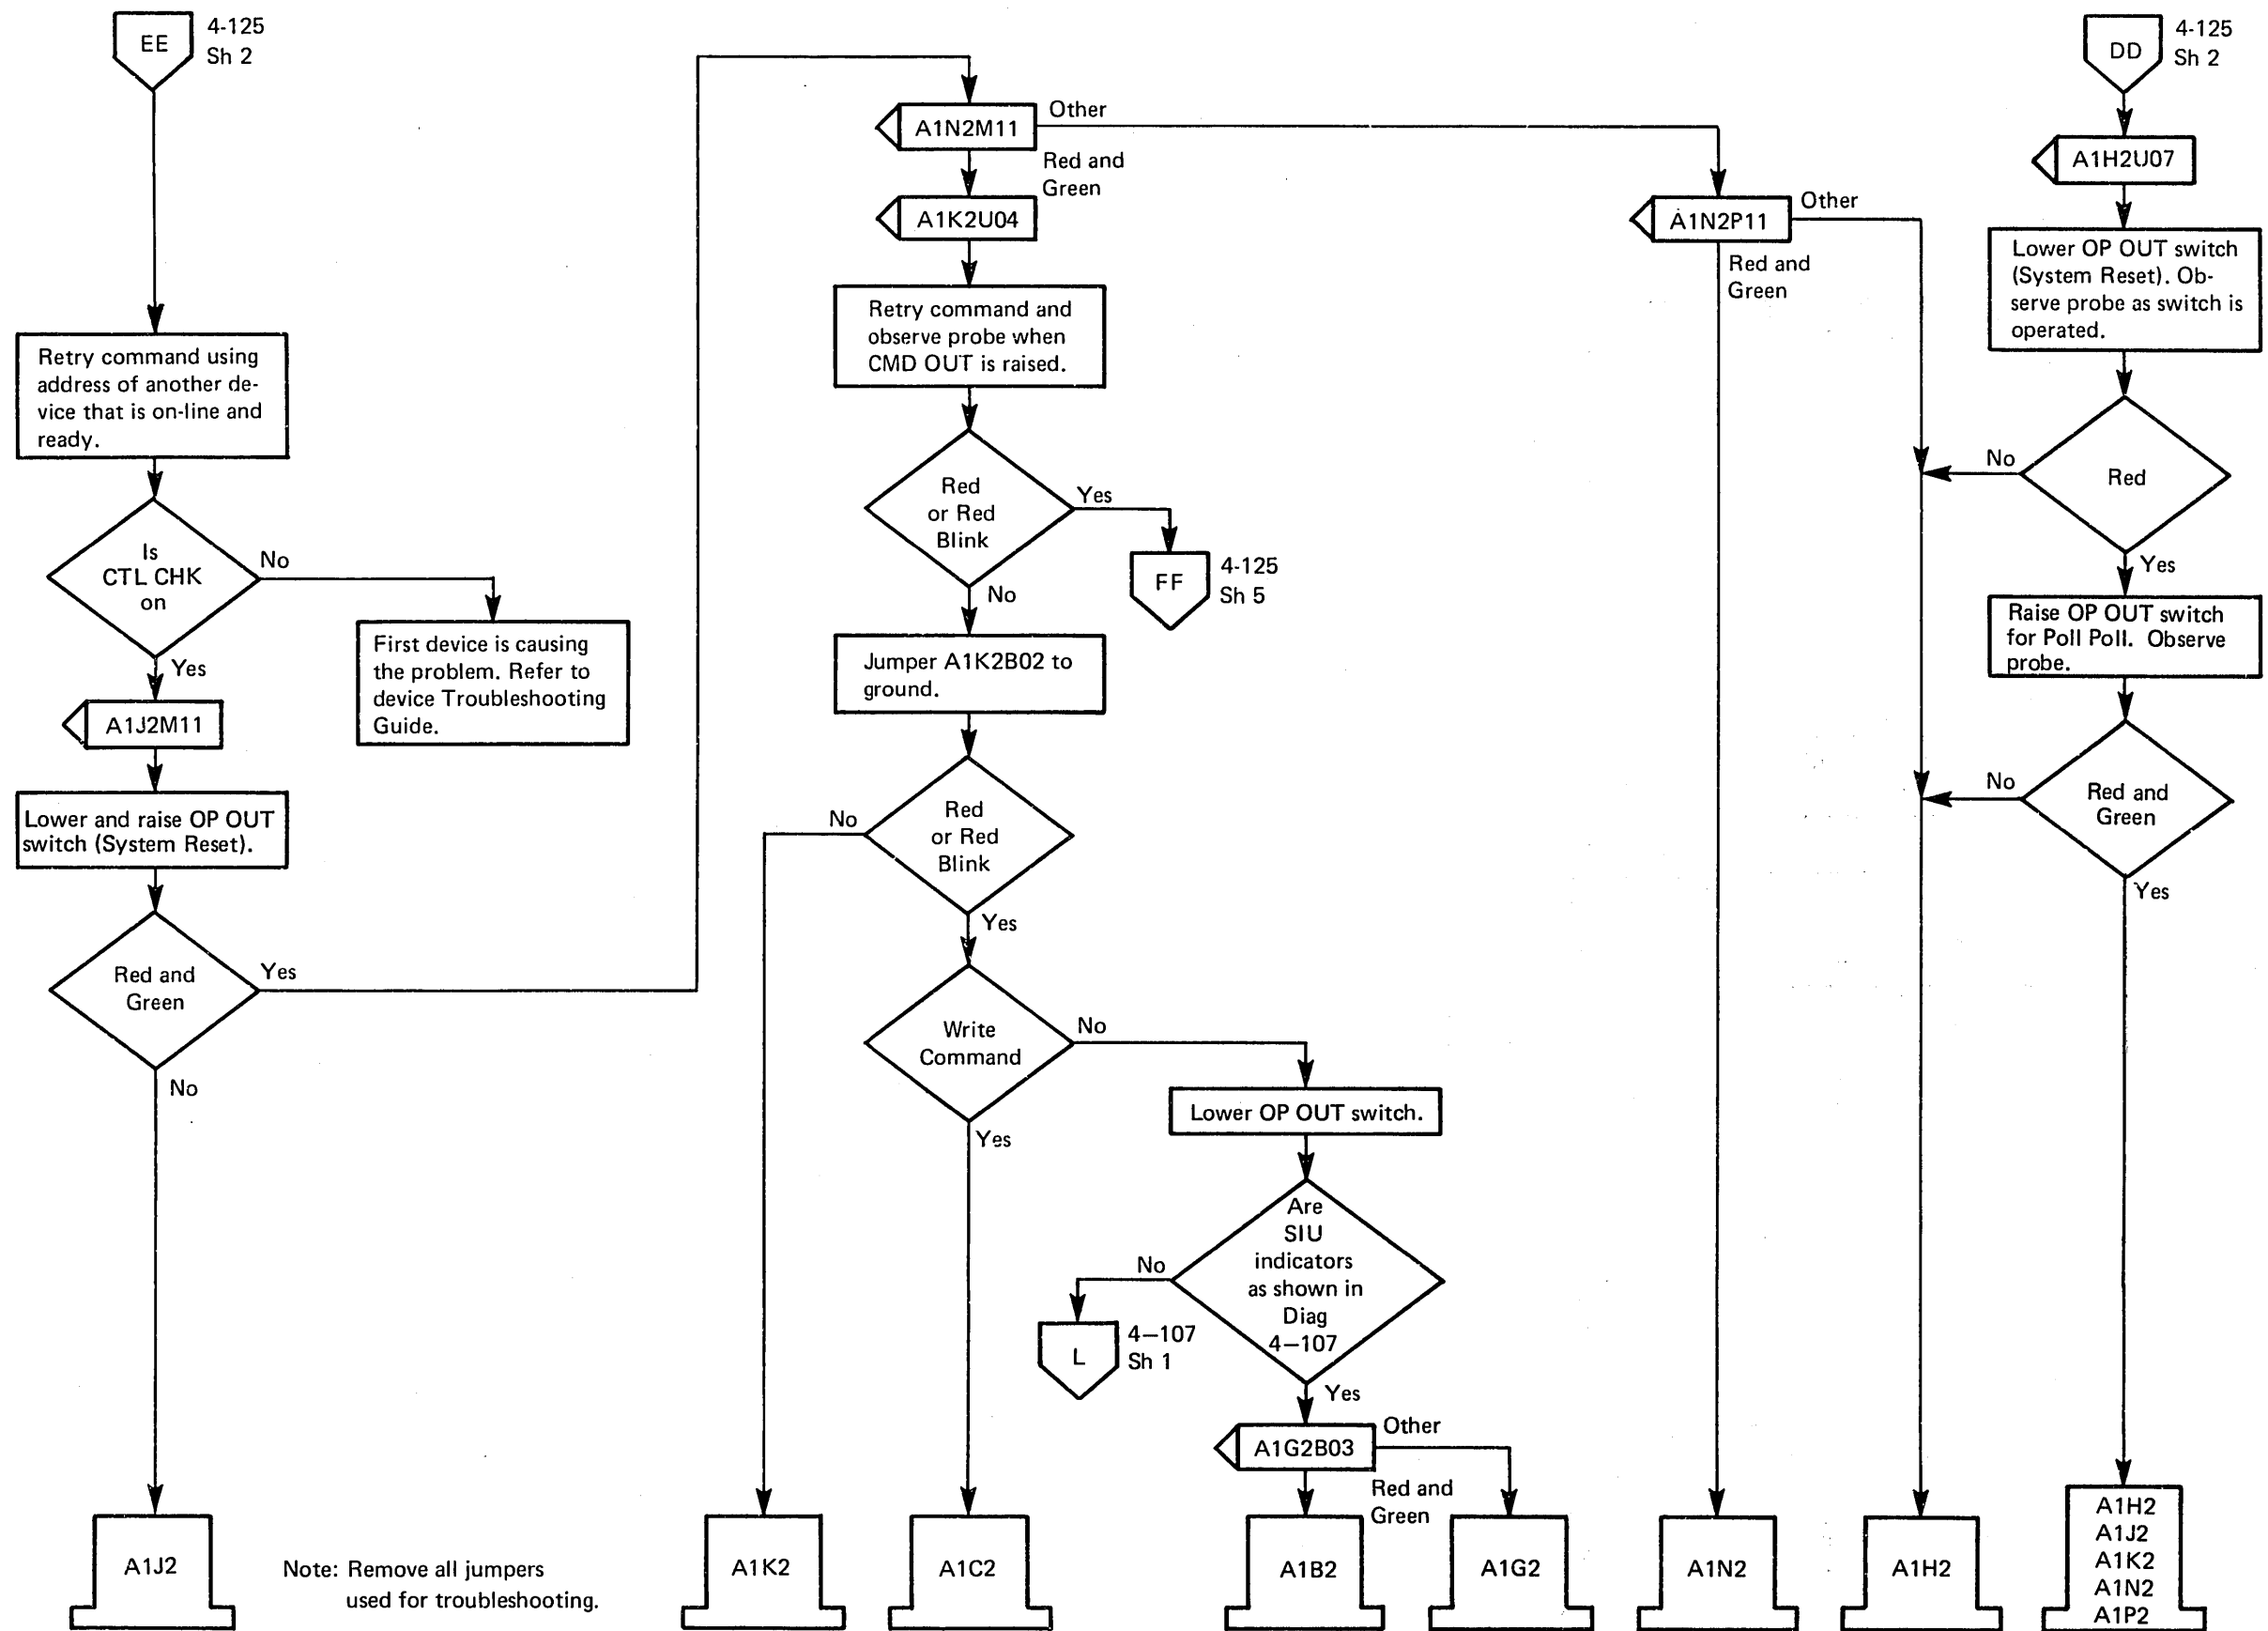 EE
4-125
Sh 2
Retry command using
address of another de-
vice that is on-line and
ready.
Is
CTL CHK
on
No
Yes
First device is causing
the problem. Refer to
device Troubleshooting
Guide.
A1J2M11
Lower and raise OP OUT
switch (System Reset).
Red and
Green
Yes
No
A1J2
Note: Remove all jumpers
used for troubleshooting.
A1N2M11
Other
Red and
Green
A1K2U04
Retry command and
observe probe when
CMD OUT is raised.
Red
or Red
Blink
Yes
FF
4-125
Sh 5
No
Jumper A1K2B02 to
ground.
Red
or Red
Blink
No
Yes
A1K2
Write
Command
No
Yes
A1C2
Lower OP OUT switch.
Are
SIU
indicators
as shown in
Diag
4–107
No
L
4–107
Sh 1
Yes
A1G2B03
Other
Red and
Green
A1B2
A1G2
A1N2P11
Other
Red and
Green
A1N2
A1H2
DD
4-125
Sh 2
A1H2U07
Lower OP OUT switch
(System Reset). Ob-
serve probe as switch is
operated.
Red
No
Yes
Raise OP OUT switch
for Poll Poll. Observe
probe.
Red and
Green
No
Yes
A1H2
A1J2
A1K2
A1N2
A1P2